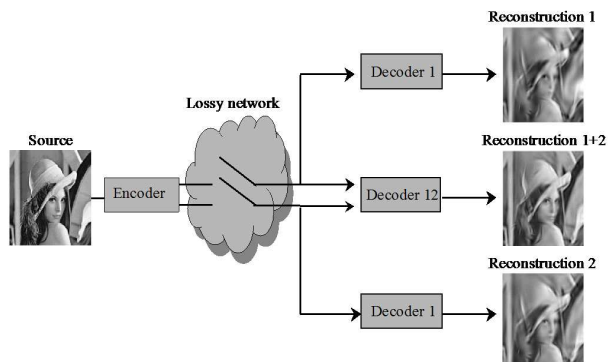 Reconstruction 1
Decoder 1
Lossy network
Source
Reconstruction 1+2
Encoder
Decoder 12
Reconstruction 2
Decoder 1